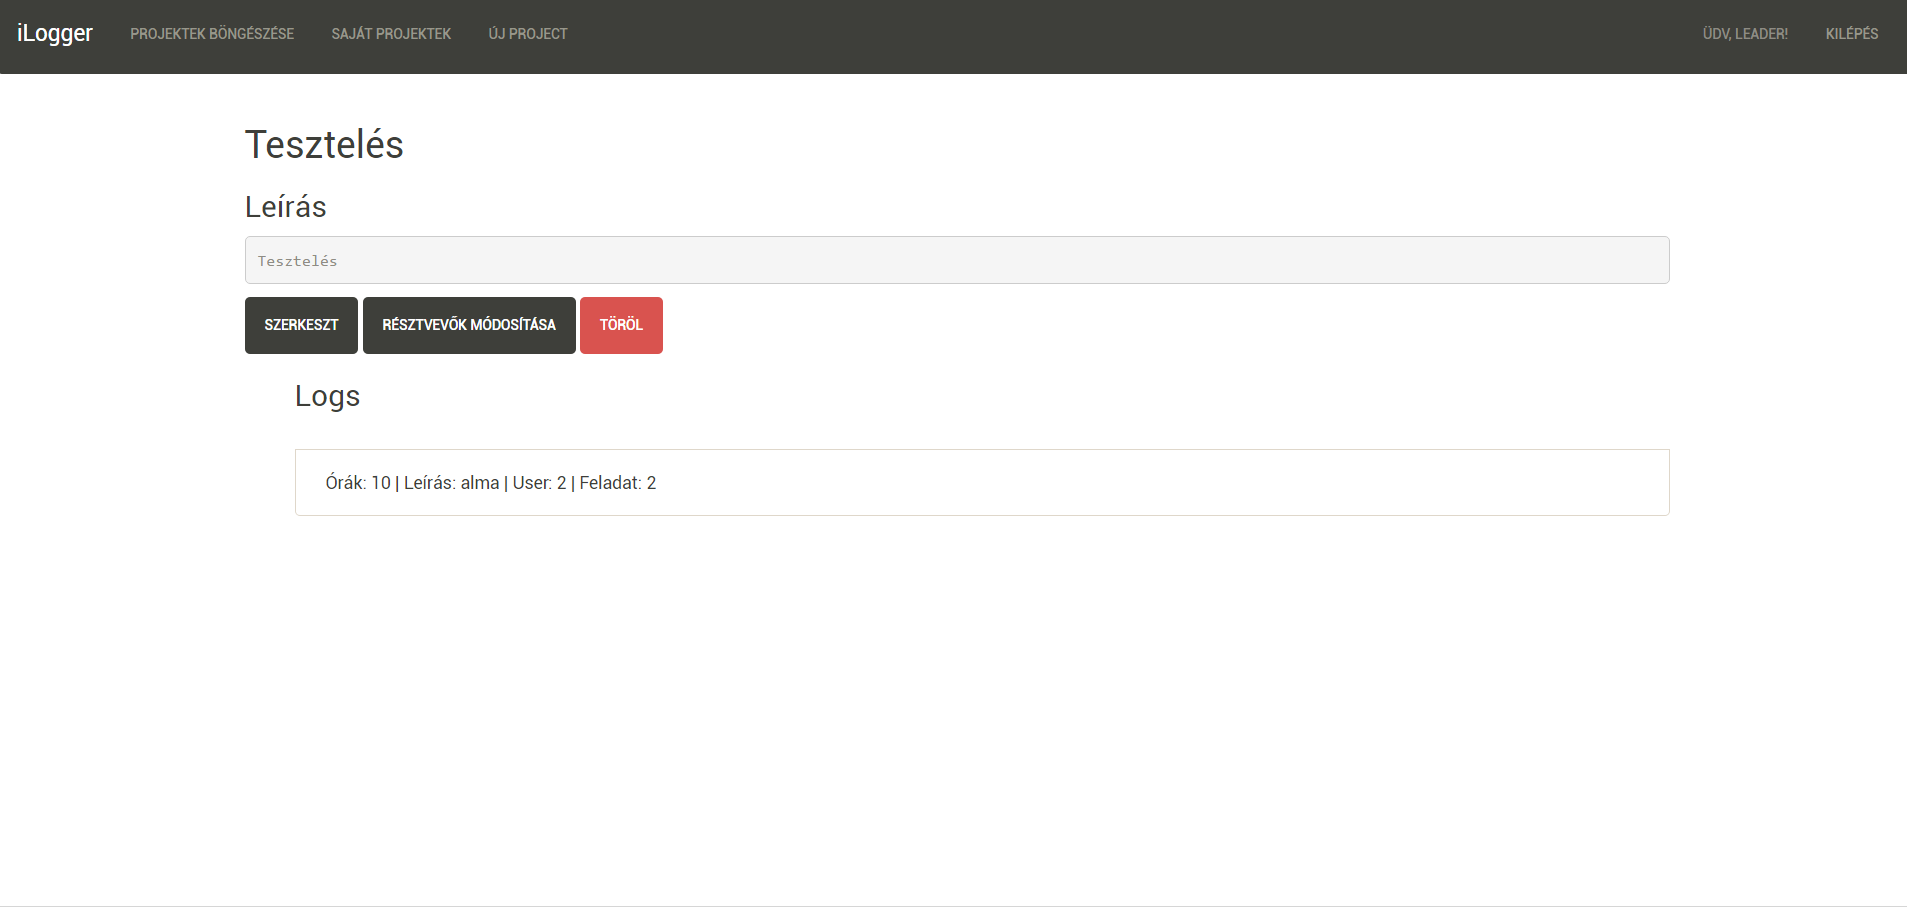 iLogger PROJEKTEK BÖNGÉSZÉSE SAJÁT PROJEKTEK ÚJ PROJECT ÜDV, LEADER! KILÉPÉS
Tesztelés
Leírás
Tesztelés
SZERKESZT RÉSZTVEVŐK MÓDOSÍTÁSA TÖRÖL
Logs
Órák: 10 | Leírás: alma | User: 2 | Feladat: 2